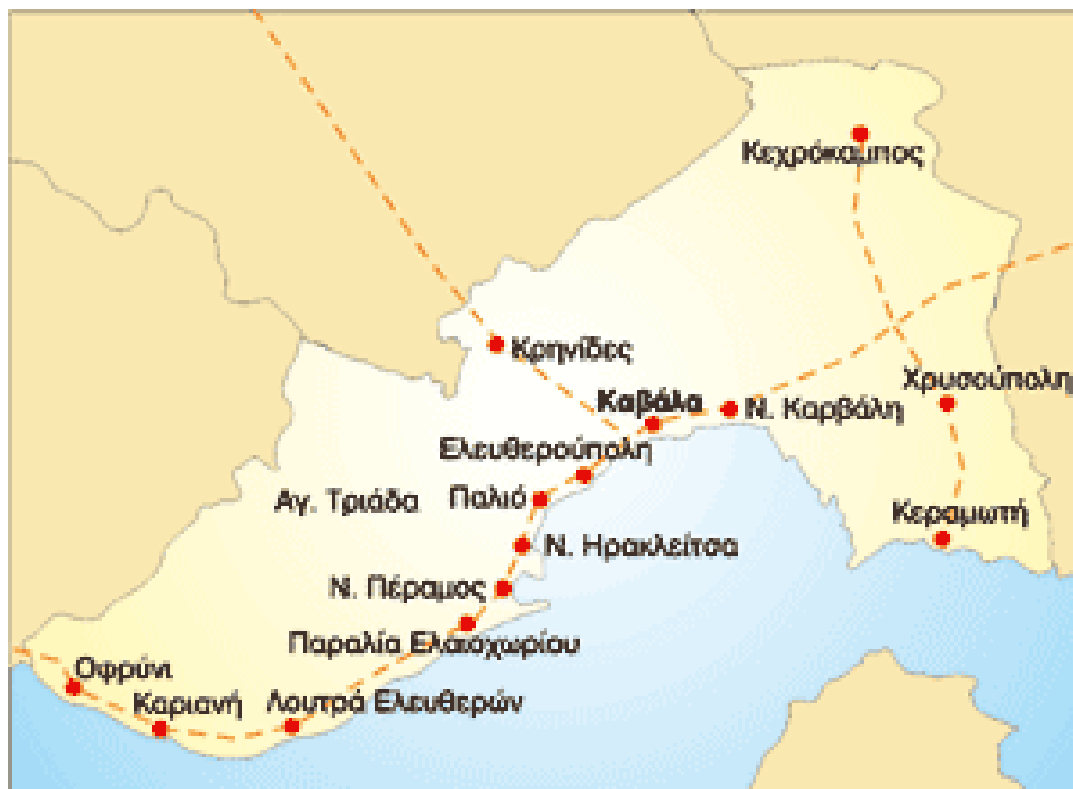 Κεχρόκαμπος
Κρηνίδες
Χρυσούπολη
Καβάλα
Ν. Καρβάλη
Ελευθερούπολη
Αγ. Τριάδα
Παλιό
Κεραμωτή
Ν. Ηρακλείτσα
Ν. Πέραμος
Παραλία Ελαιοχωρίου
Οφρύνι
Καριανή
Λουτρά Ελευθερών